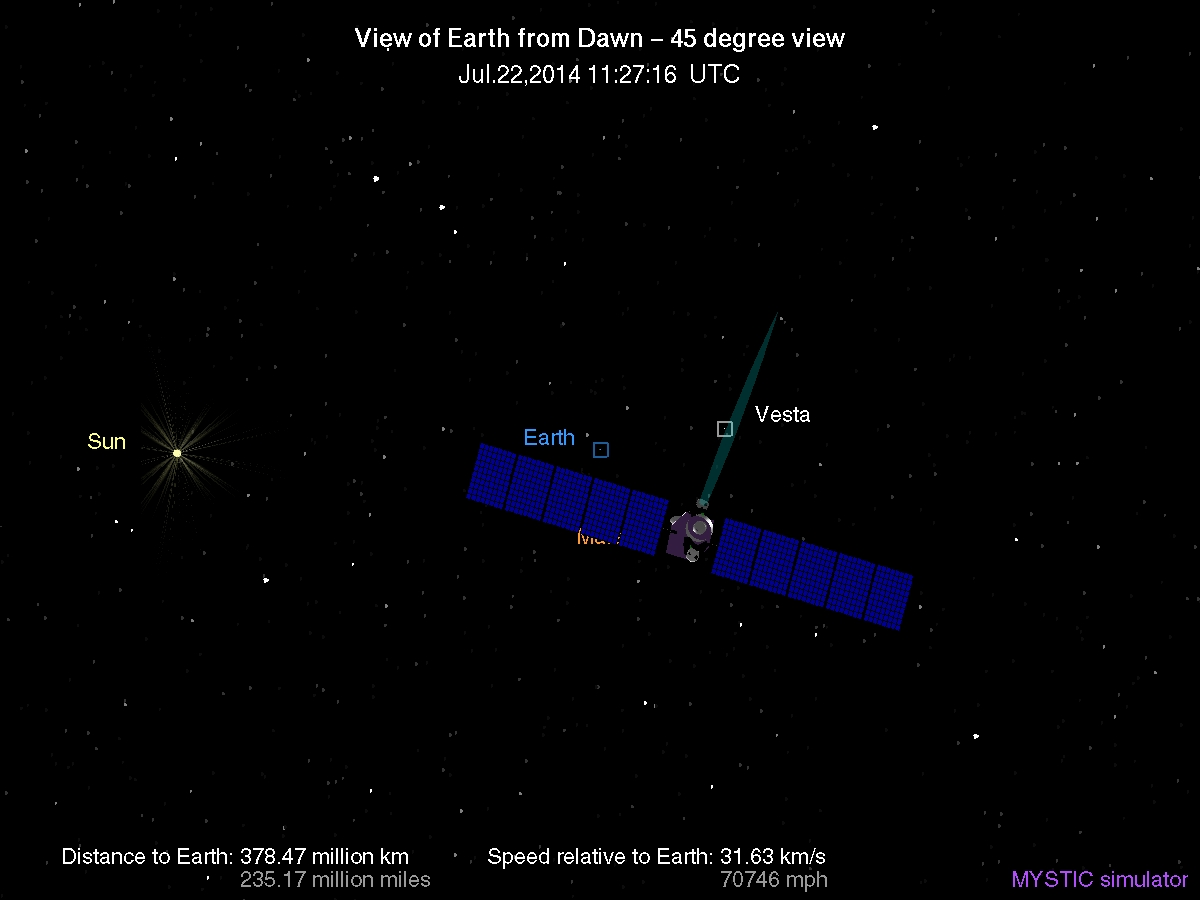 View of Earth from Dawn – 45 degree view
Jul.22,2014 11:27:16 UTC
Vesta
Earth
Sun
Distance to Earth: 378.47 million km
235.17 million miles
Speed relative to Earth: 31.63 km/s
70746 mph
MYSTIC simulator